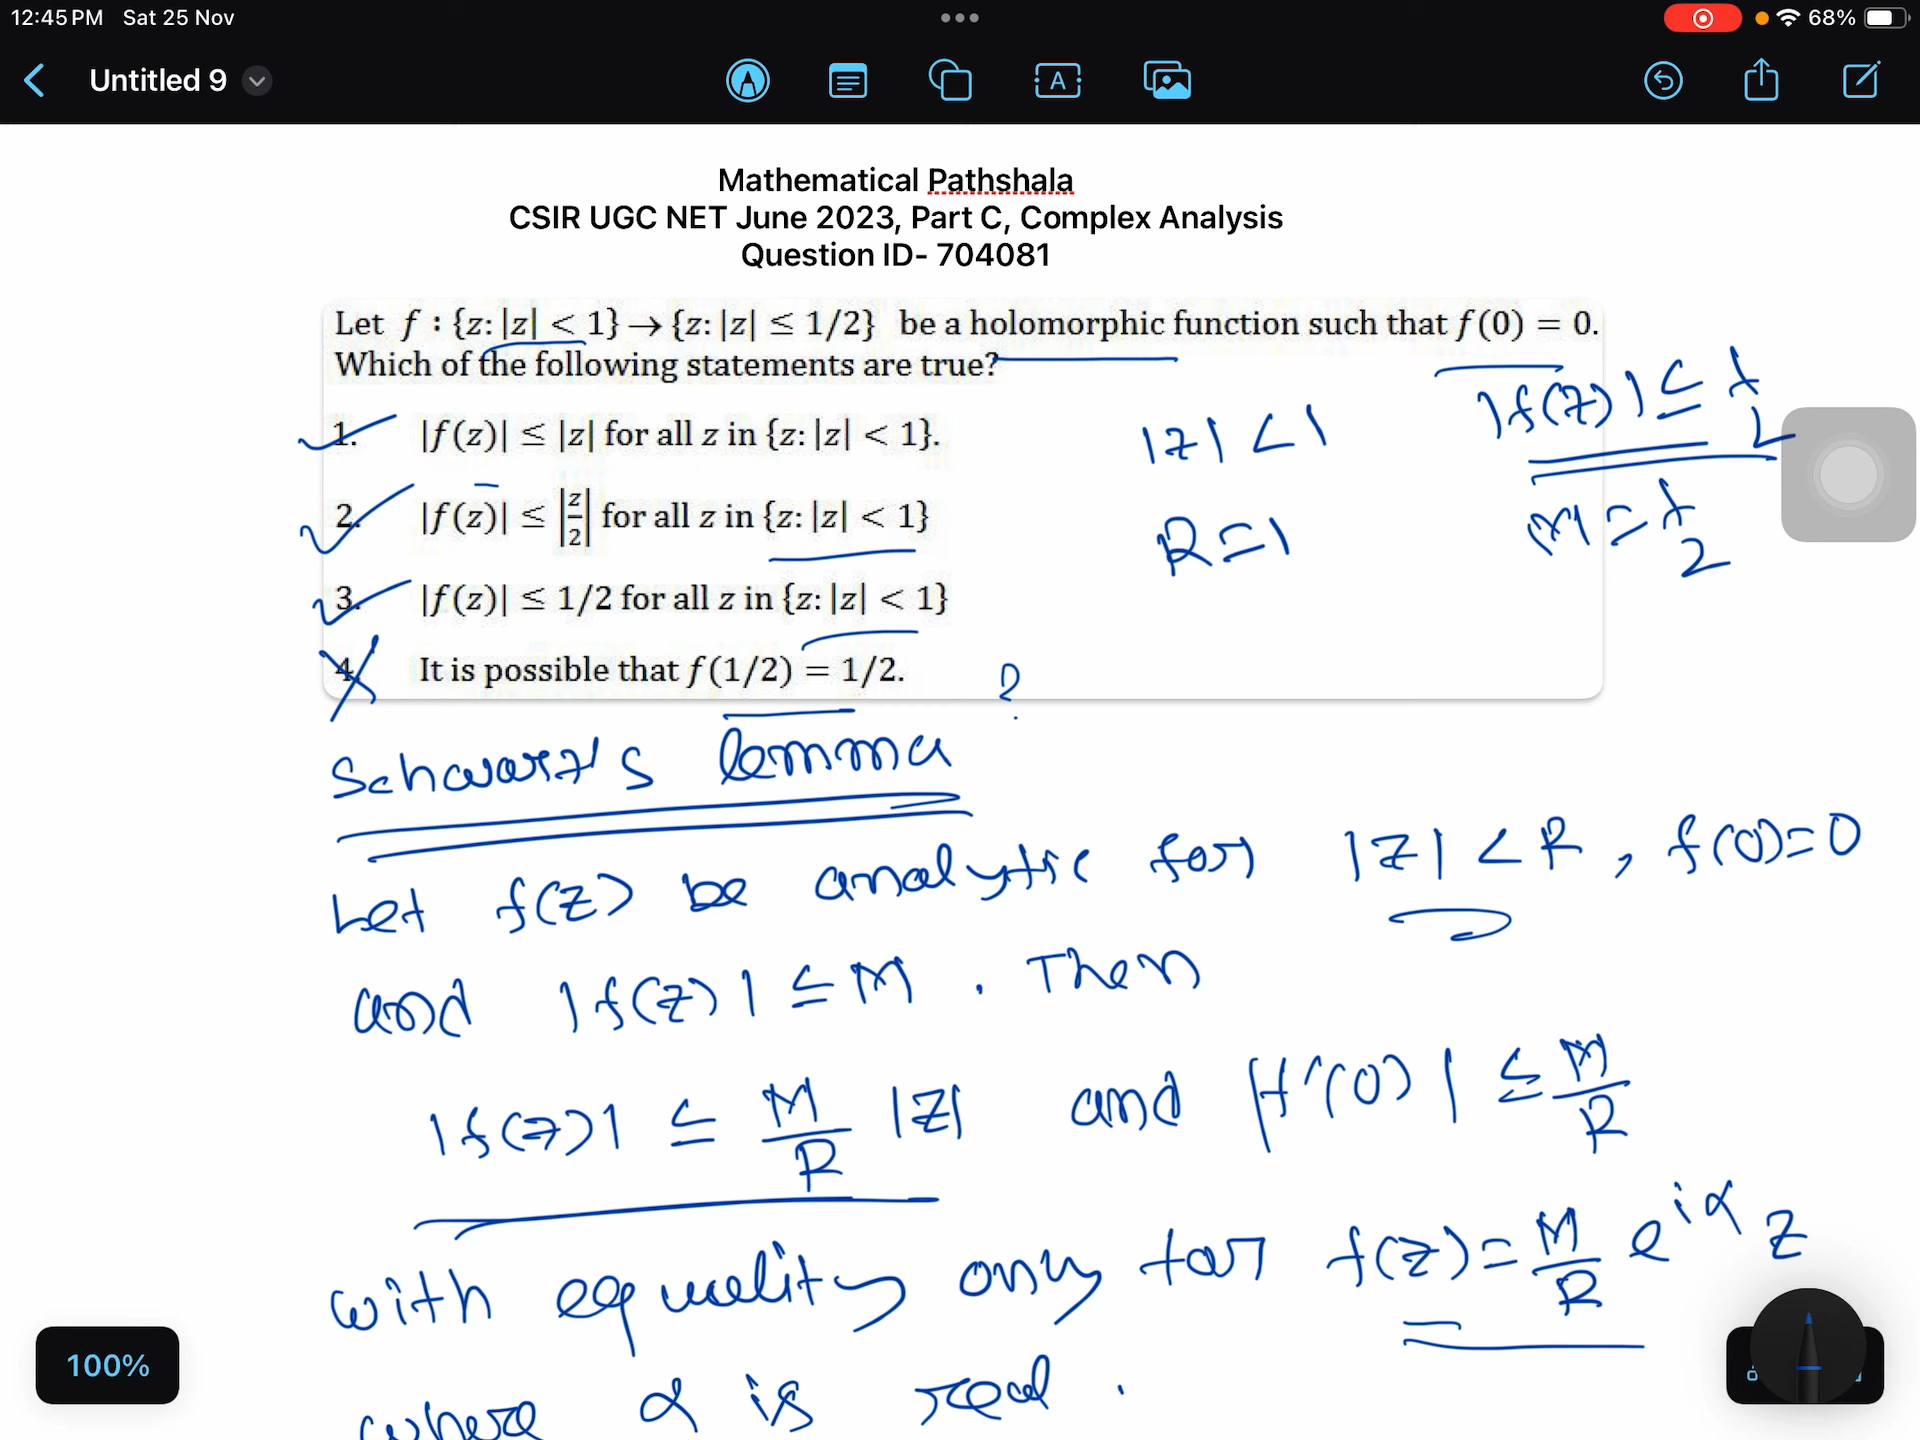 12:45 PM Sat 25 Nov
68%
Untitled 9
A
Mathematical Pathshala
CSIR UGC NET June 2023, Part C, Complex Analysis
Question ID- 704081
Let f : {z: |z| < 1} → {z: |z| ≤ 1/2} be a holomorphic function such that f(0) = 0.
Which of the following statements are true?
1. |f(z)| ≤ |z| for all z in {z: |z| < 1}.
2. |f(z)| ≤ |z/2| for all z in {z: |z| < 1}
3. |f(z)| ≤ 1/2 for all z in {z: |z| < 1}
4. It is possible that f(1/2) = 1/2.
?
|z| < 1
R = 1
|f(z)| ≤ 1/2
M = 1/2
Schwarz's lemma
Let f(z) be analytic for |z| < R, f(0)=0
and |f(z)| ≤ M . Then
|f(z)| ≤ M/R |z| and |f'(0)| ≤ M/R
with equality only for f(z) = M/R e^{iα} z
where α is real .
100%